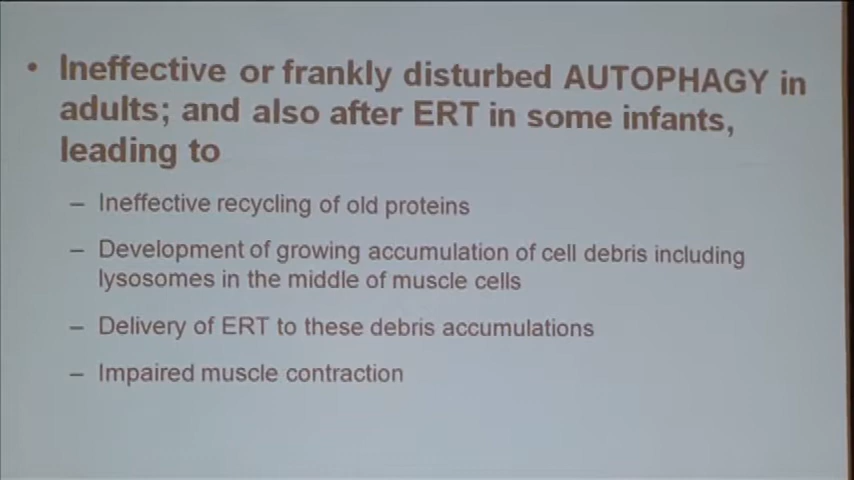 • Ineffective or frankly disturbed AUTOPHAGY in
adults; and also after ERT in some infants,
leading to
– Ineffective recycling of old proteins
– Development of growing accumulation of cell debris including
lysosomes in the middle of muscle cells
– Delivery of ERT to these debris accumulations
– Impaired muscle contraction